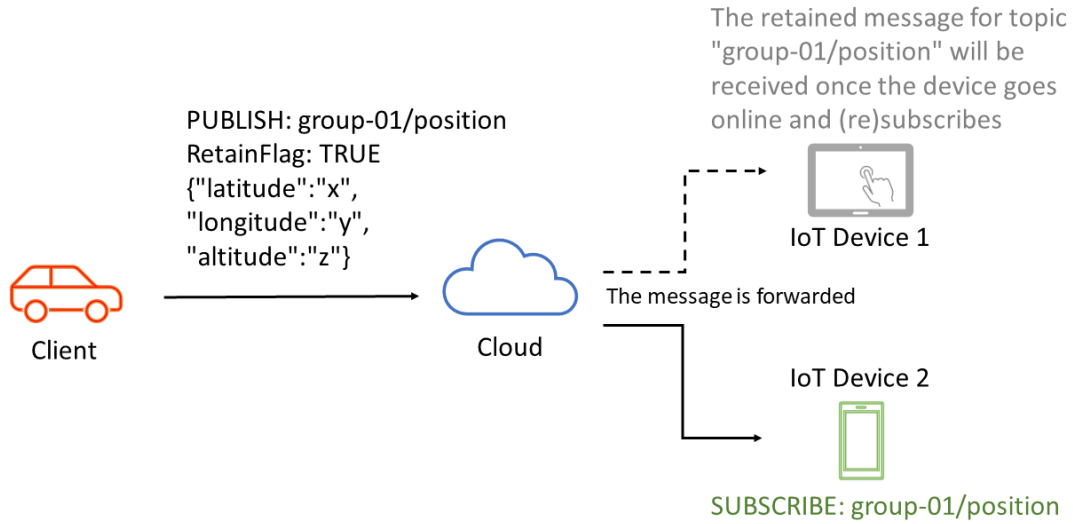 The retained message for topic
"group-01/position" will be
received once the device goes
online and (re)subscribes
PUBLISH: group-01/position
RetainFlag: TRUE
{"latitude":"x",
"longitude":"y",
"altitude":"z"}
IoT Device 1
The message is forwarded
Client
Cloud
IoT Device 2
SUBSCRIBE: group-01/position